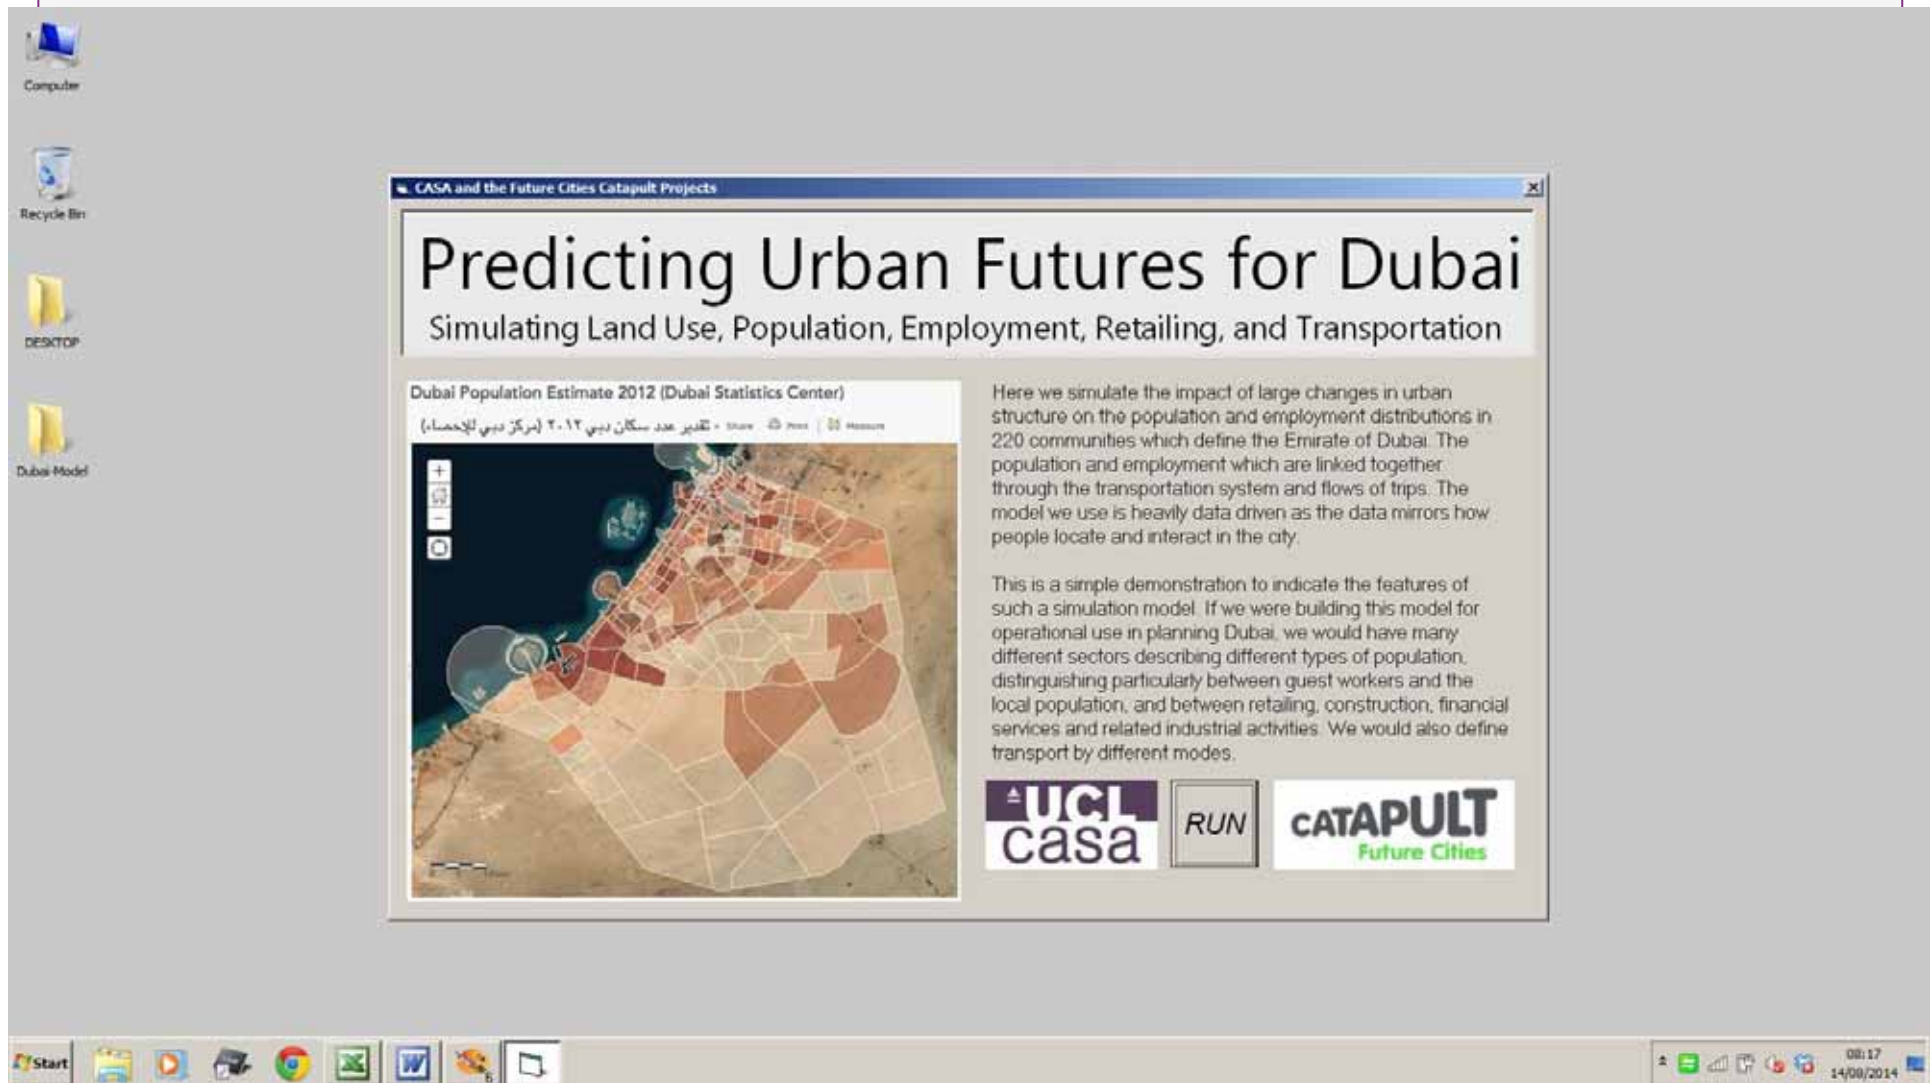 Computer
Recycle Bin
DESKTOP
Dubai-Model
CASA and the Future Cities Catapult Projects
Predicting Urban Futures for Dubai
Simulating Land Use, Population, Employment, Retailing, and Transportation
Dubai Population Estimate 2012 (Dubai Statistics Center)
تقدير عدد سكان دبي ٢٠١٢ (مركز دبي للإحصاء)
Share Print Measure
Here we simulate the impact of large changes in urban
structure on the population and employment distributions in
220 communities which define the Emirate of Dubai. The
population and employment which are linked together
through the transportation system and flows of trips. The
model we use is heavily data driven as the data mirrors how
people locate and interact in the city.
This is a simple demonstration to indicate the features of
such a simulation model. If we were building this model for
operational use in planning Dubai, we would have many
different sectors describing different types of population,
distinguishing particularly between guest workers and the
local population, and between retailing, construction, financial
services and related industrial activities. We would also define
transport by different modes.
UCL
casa
RUN
CATAPULT
Future Cities
Start
08:17
14/08/2014